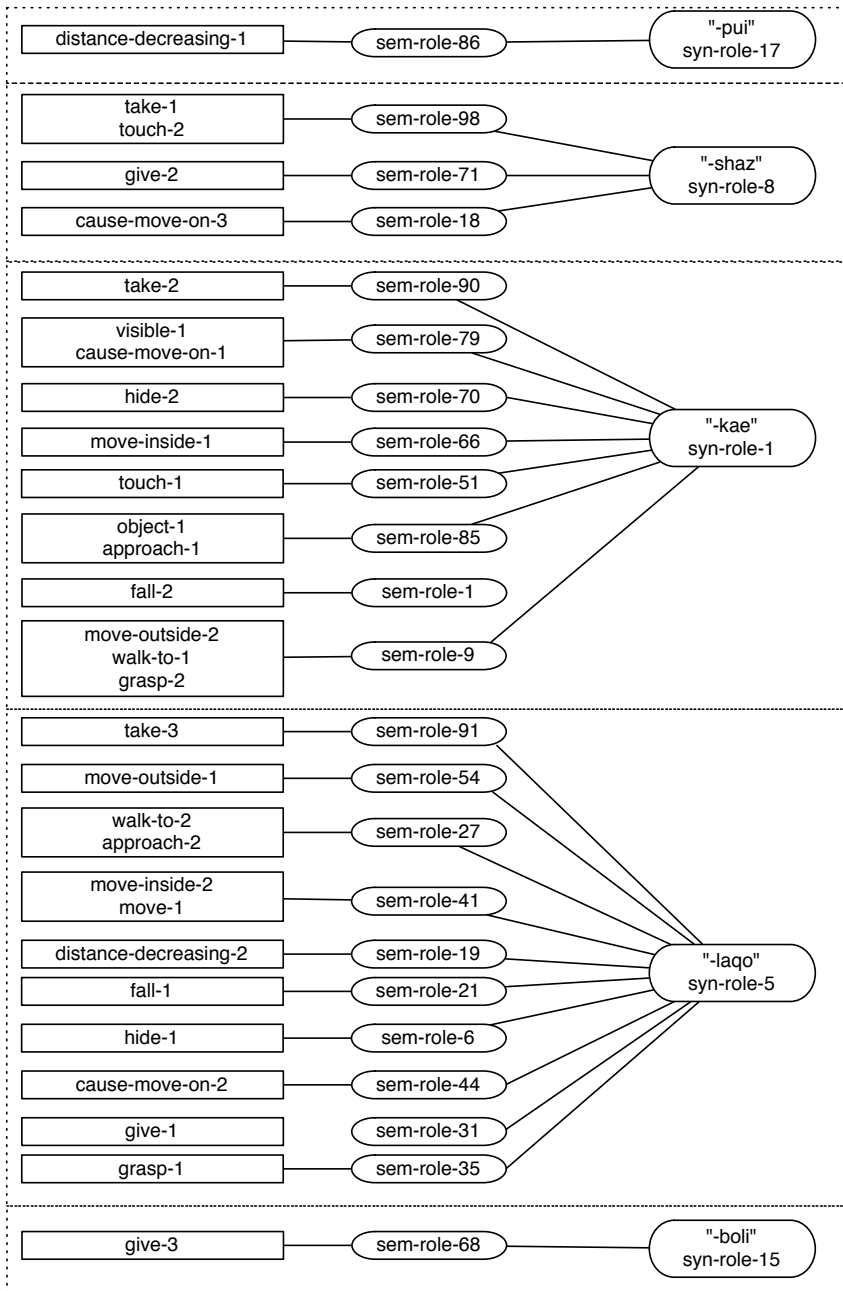 distance-decreasing-1
sem-role-86
"-pui"
syn-role-17
take-1
touch-2
sem-role-98
give-2
sem-role-71
cause-move-on-3
sem-role-18
"-shaz"
syn-role-8
take-2
sem-role-90
visible-1
cause-move-on-1
sem-role-79
hide-2
sem-role-70
move-inside-1
sem-role-66
touch-1
sem-role-51
object-1
approach-1
sem-role-85
fall-2
sem-role-1
move-outside-2
walk-to-1
grasp-2
sem-role-9
"-kae"
syn-role-1
take-3
sem-role-91
move-outside-1
sem-role-54
walk-to-2
approach-2
sem-role-27
move-inside-2
move-1
sem-role-41
distance-decreasing-2
sem-role-19
fall-1
sem-role-21
hide-1
sem-role-6
cause-move-on-2
sem-role-44
give-1
sem-role-31
grasp-1
sem-role-35
"-laqo"
syn-role-5
give-3
sem-role-68
"-boli"
syn-role-15